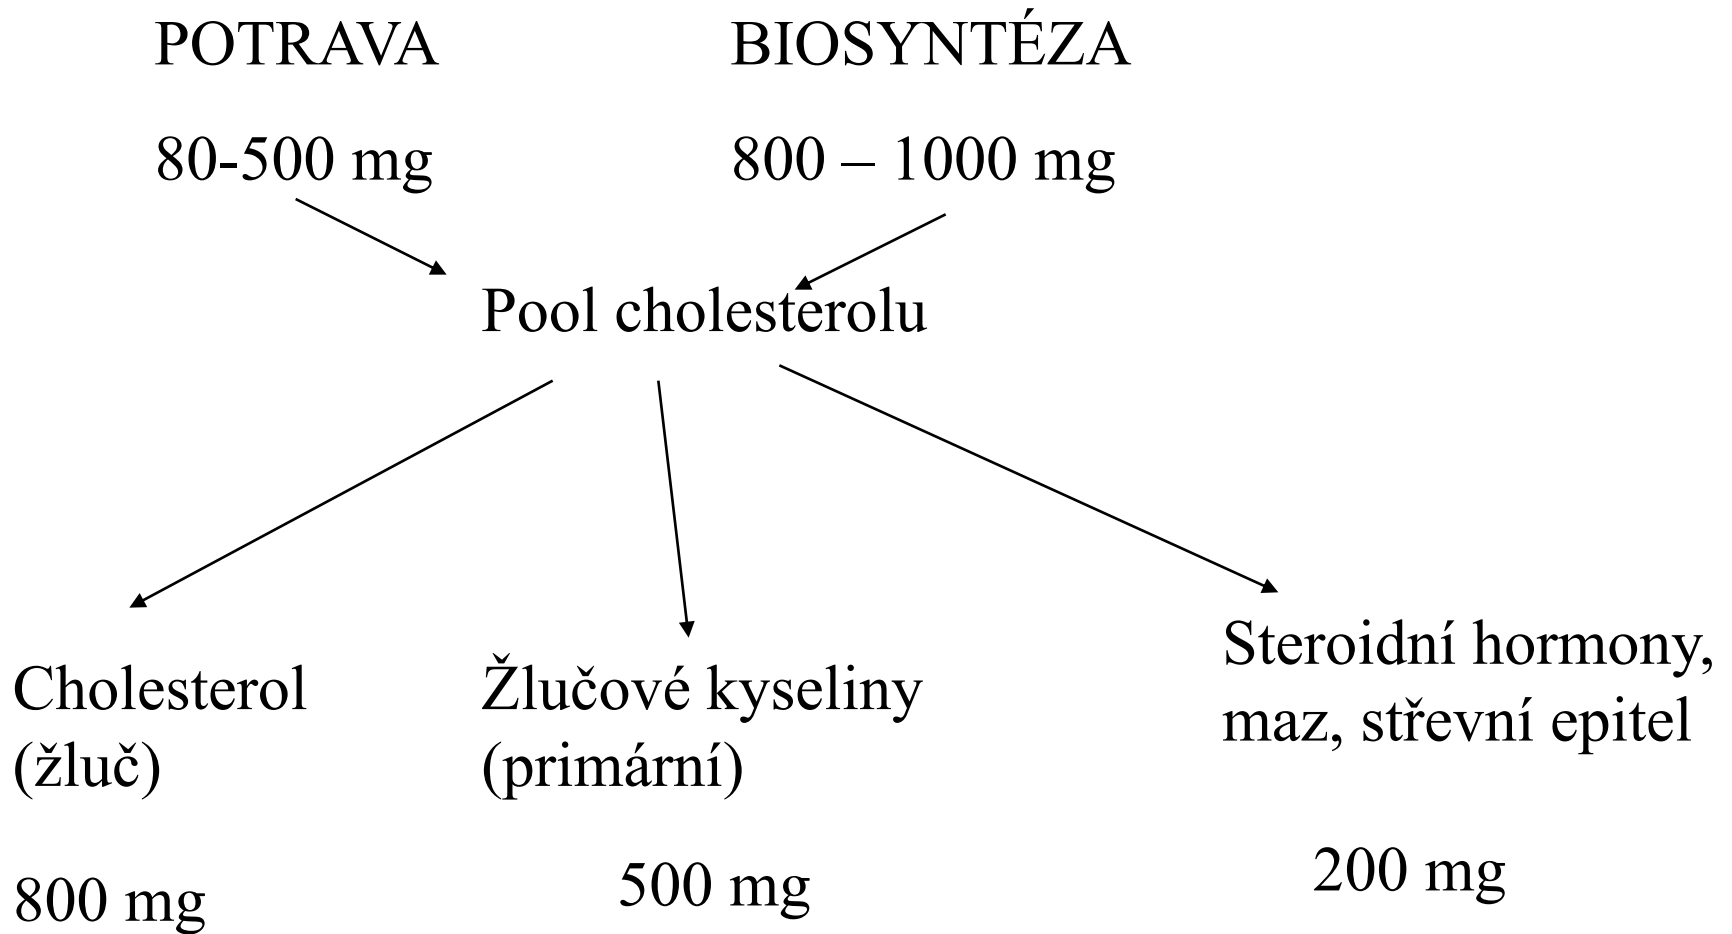 POTRAVA
BIOSYNTÉZA
80-500 mg
800 – 1000 mg
Pool cholesterolu
Cholesterol
(žluč)
800 mg
Žlučové kyseliny
(primární)
500 mg
Steroidní hormony,
maz, střevní epitel
200 mg